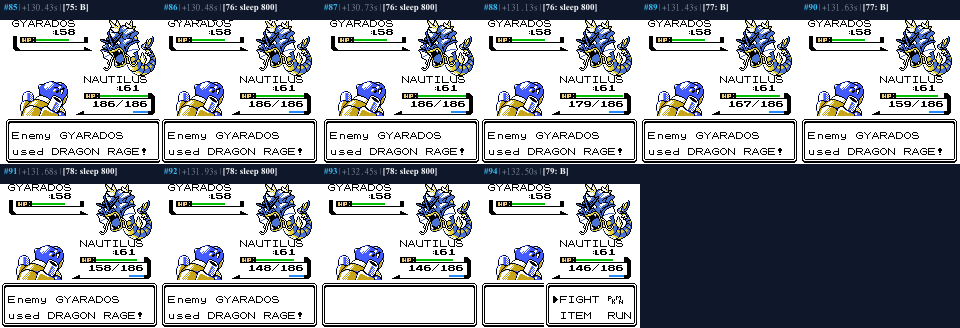 #85 +130.43s [75: B]
GYARADOS
:L58
HP:
NAUTILUS
:L61
HP:
186/186
Enemy GYARADOS
used DRAGON RAGE!
#86 +130.48s [76: sleep 800]
GYARADOS
:L58
HP:
NAUTILUS
:L61
HP:
186/186
Enemy GYARADOS
used DRAGON RAGE!
#87 +130.73s [76: sleep 800]
GYARADOS
:L58
HP:
NAUTILUS
:L61
HP:
186/186
Enemy GYARADOS
used DRAGON RAGE!
#88 +131.13s [76: sleep 800]
GYARADOS
:L58
HP:
NAUTILUS
:L61
HP:
179/186
Enemy GYARADOS
used DRAGON RAGE!
#89 +131.43s [77: B]
GYARADOS
:L58
HP:
NAUTILUS
:L61
HP:
167/186
Enemy GYARADOS
used DRAGON RAGE!
#90 +131.63s [77: B]
GYARADOS
:L58
HP:
NAUTILUS
:L61
HP:
159/186
Enemy GYARADOS
used DRAGON RAGE!
#91 +131.68s [78: sleep 800]
GYARADOS
:L58
HP:
NAUTILUS
:L61
HP:
158/186
Enemy GYARADOS
used DRAGON RAGE!
#92 +131.93s [78: sleep 800]
GYARADOS
:L58
HP:
NAUTILUS
:L61
HP:
148/186
Enemy GYARADOS
used DRAGON RAGE!
#93 +132.45s [78: sleep 800]
GYARADOS
:L58
HP:
NAUTILUS
:L61
HP:
146/186
#94 +132.50s [79: B]
GYARADOS
:L58
HP:
NAUTILUS
:L61
HP:
146/186
▶FIGHT PKMN
ITEM RUN